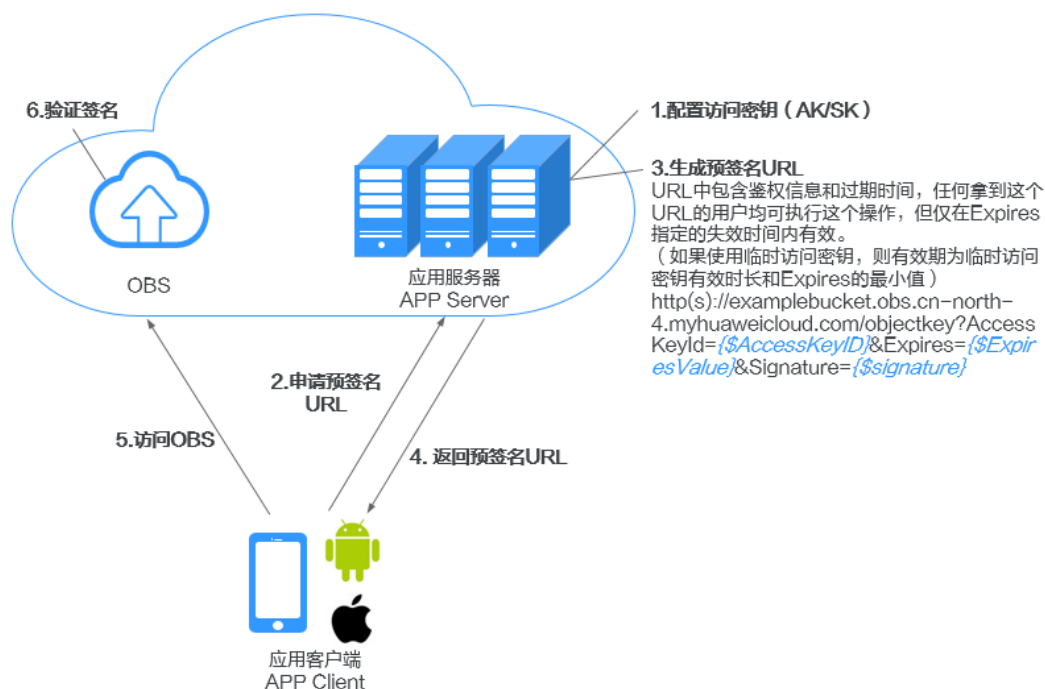 6.验证签名
1.配置访问密钥（AK/SK）
3.生成预签名URL
URL中包含鉴权信息和过期时间，任何拿到这个
URL的用户均可执行这个操作，但仅在Expires
指定的失效时间内有效。
（如果使用临时访问密钥，则有效期为临时访问
密钥有效时长和Expires的最小值）
http(s)://examplebucket.obs.cn-north-
4.myhuaweicloud.com/objectkey?Access
KeyId={$AccessKeyID}&Expires={$Expir
esValue}&Signature={$signature}
OBS
应用服务器
APP Server
2.申请预签名
URL
5.访问OBS
4. 返回预签名URL
应用客户端
APP Client